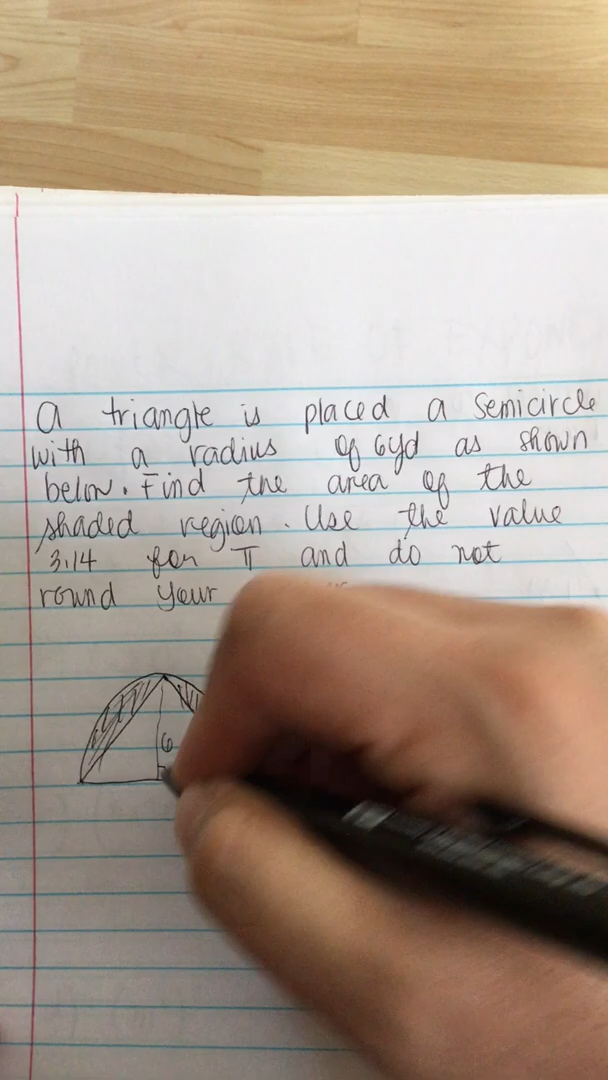 a triangle is placed a semicircle
with a radius of 6yd as shown
below. Find the area of the
shaded region. Use the value
3.14 for π and do not
round your
6